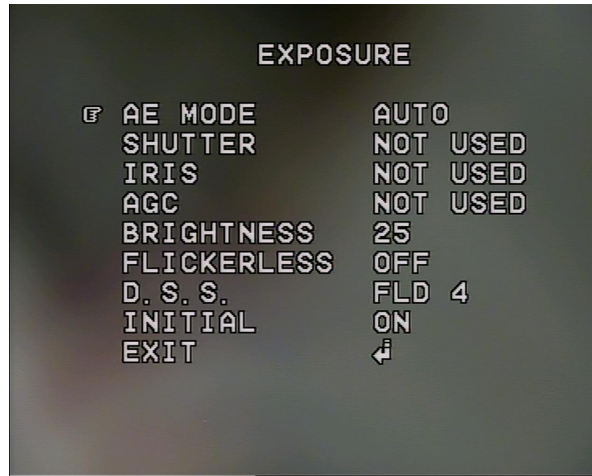 EXPOSURE
AE MODE AUTO
SHUTTER NOT USED
IRIS NOT USED
AGC NOT USED
BRIGHTNESS 25
FLICKERLESS OFF
D.S.S. FLD 4
INITIAL ON
EXIT ↲